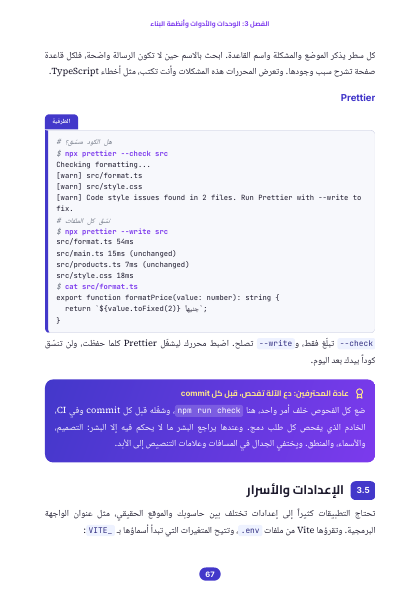 الفصل 3: الوحدات والأدوات وأنظمة البناء
كل سطر يذكر الموضع والمشكلة واسم القاعدة. ابحث بالاسم حين لا تكون الرسالة واضحة، فلكل قاعدة
صفحة تشرح سبب وجودها. وتعرض المحررات هذه المشكلات وأنت تكتب، مثل أخطاء TypeScript.
Prettier
الطرفية
# هل الكود منسّق؟
$ npx prettier --check src
Checking formatting...
[warn] src/format.ts
[warn] src/style.css
[warn] Code style issues found in 2 files. Run Prettier with --write to
fix.
# نسّق كل الملفات
$ npx prettier --write src
src/format.ts 54ms
src/main.ts 15ms (unchanged)
src/products.ts 7ms (unchanged)
src/style.css 18ms
$ cat src/format.ts
export function formatPrice(value: number): string {
return `${value.toFixed(2)} جنيها`;
}
--check تبلّغ فقط، و --write تصلح. اضبط محررك ليشغّل Prettier كلما حفظت، ولن تنسّق
كوداً بيدك بعد اليوم.
عادة المحترفين: دع الآلة تفحص، قبل كل commit
ضع كل الفحوص خلف أمر واحد، هنا npm run check، وشغّله قبل كل commit وفي CI،
الخادم الذي يفحص كل طلب دمج. وعندها يراجع البشر ما لا يحكم فيه إلا البشر: التصميم،
والأسماء، والمنطق. ويختفي الجدال في المسافات وعلامات التنصيص إلى الأبد.
3.5 الإعدادات والأسرار
تحتاج التطبيقات كثيراً إلى إعدادات تختلف بين حاسوبك والموقع الحقيقي، مثل عنوان الواجهة
البرمجية. وتقرؤها Vite من ملفات .env، وتتيح المتغيرات التي تبدأ أسماؤها بـ VITE_ :
67